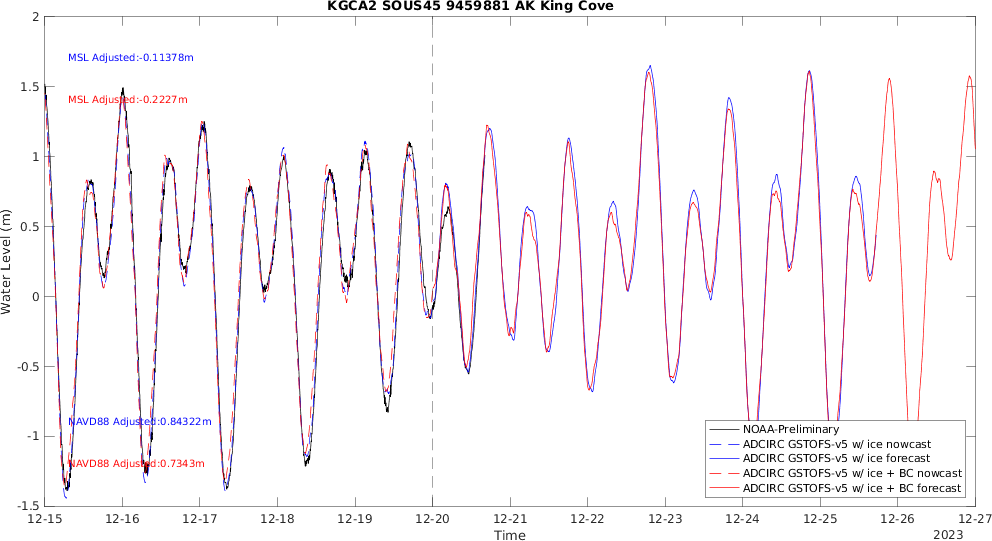 KGCA2 SOUS45 9459881 AK King Cove
2
1.5
1
0.5
0
-0.5
-1
-1.5
Water Level (m)
MSL Adjusted:-0.11378m
MSL Adjusted:-0.2227m
NAVD88 Adjusted:0.84322m
NAVD88 Adjusted:0.7343m
NOAA-Preliminary
ADCIRC GSTOFS-v5 w/ ice nowcast
ADCIRC GSTOFS-v5 w/ ice forecast
ADCIRC GSTOFS-v5 w/ ice + BC nowcast
ADCIRC GSTOFS-v5 w/ ice + BC forecast
12-15 12-16 12-17 12-18 12-19 12-20 12-21 12-22 12-23 12-24 12-25 12-26 12-27
Time
2023